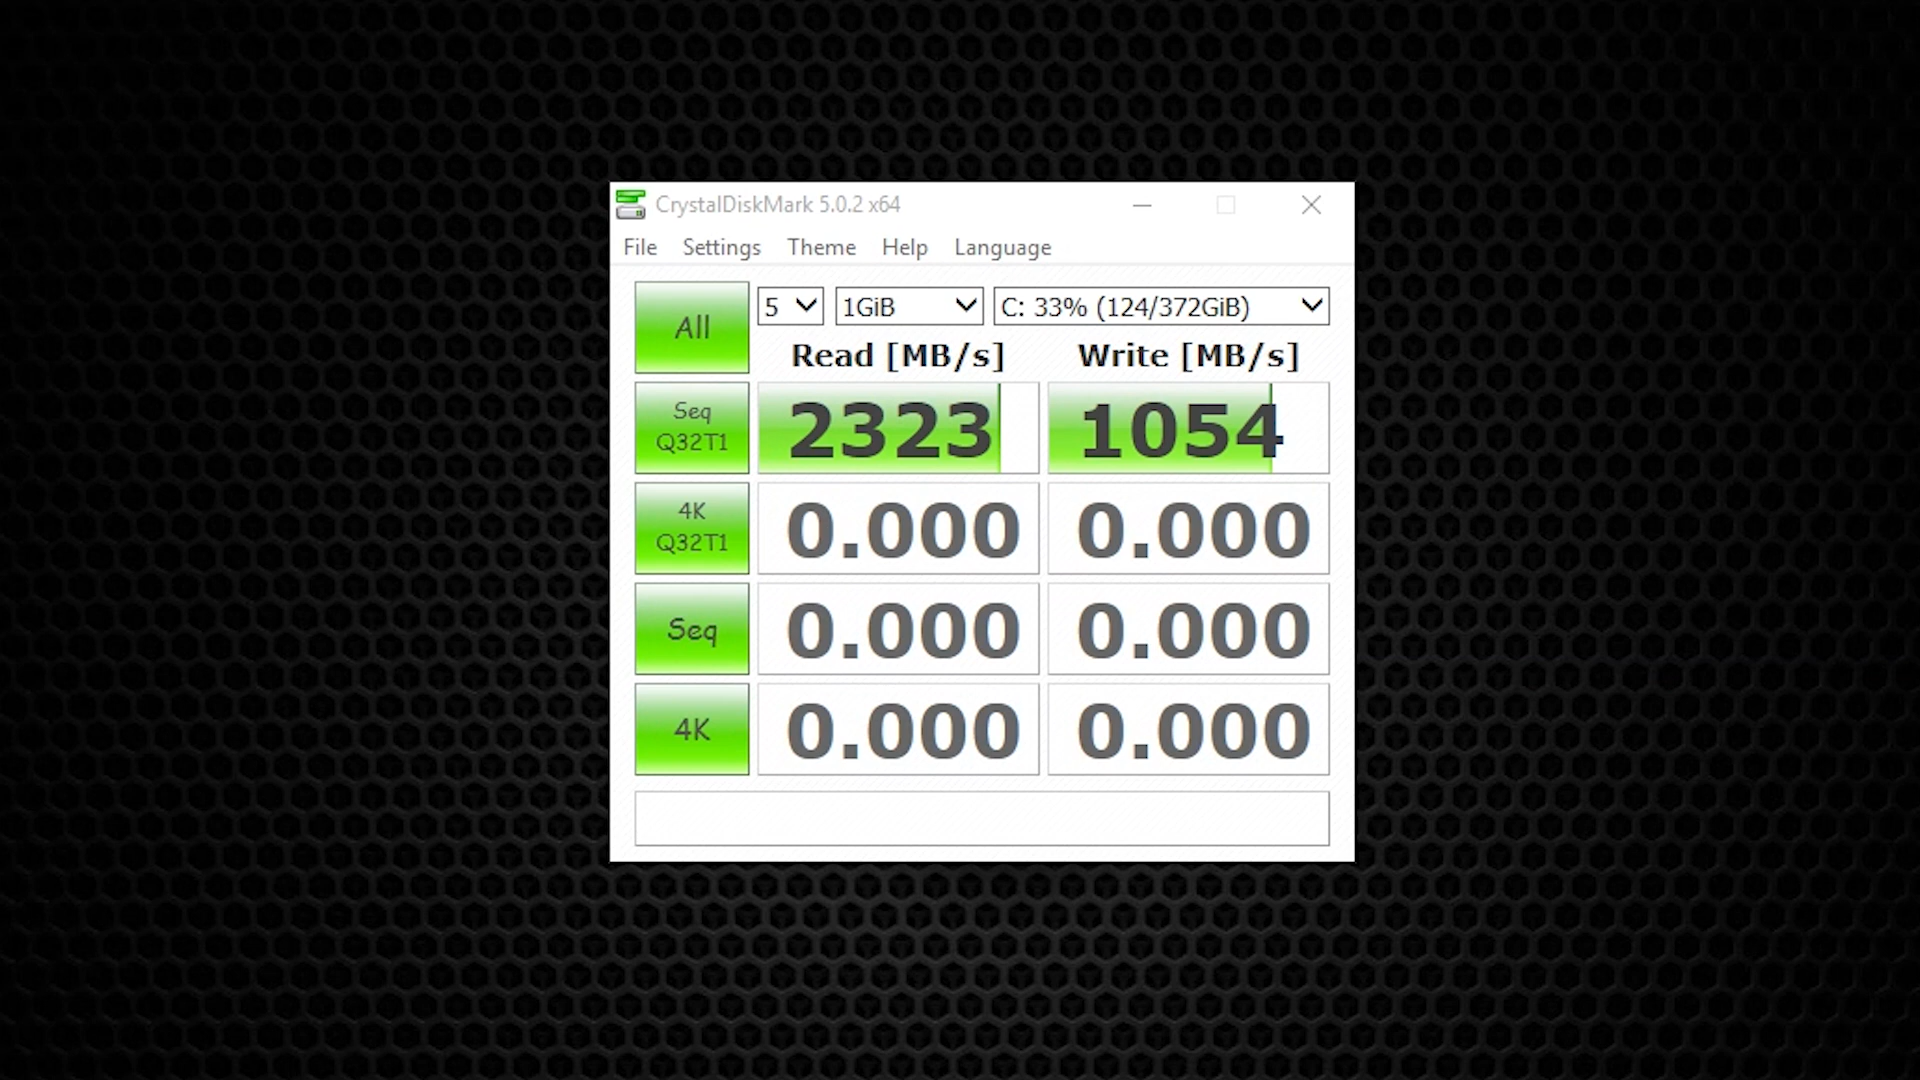 CrystalDiskMark 5.0.2 x64
File Settings Theme Help Language
All 5 1GiB C: 33% (124/372GiB)
Read [MB/s] Write [MB/s]
Seq
Q32T1
2323 1054
4K
Q32T1
0.000 0.000
Seq 0.000 0.000
4K 0.000 0.000